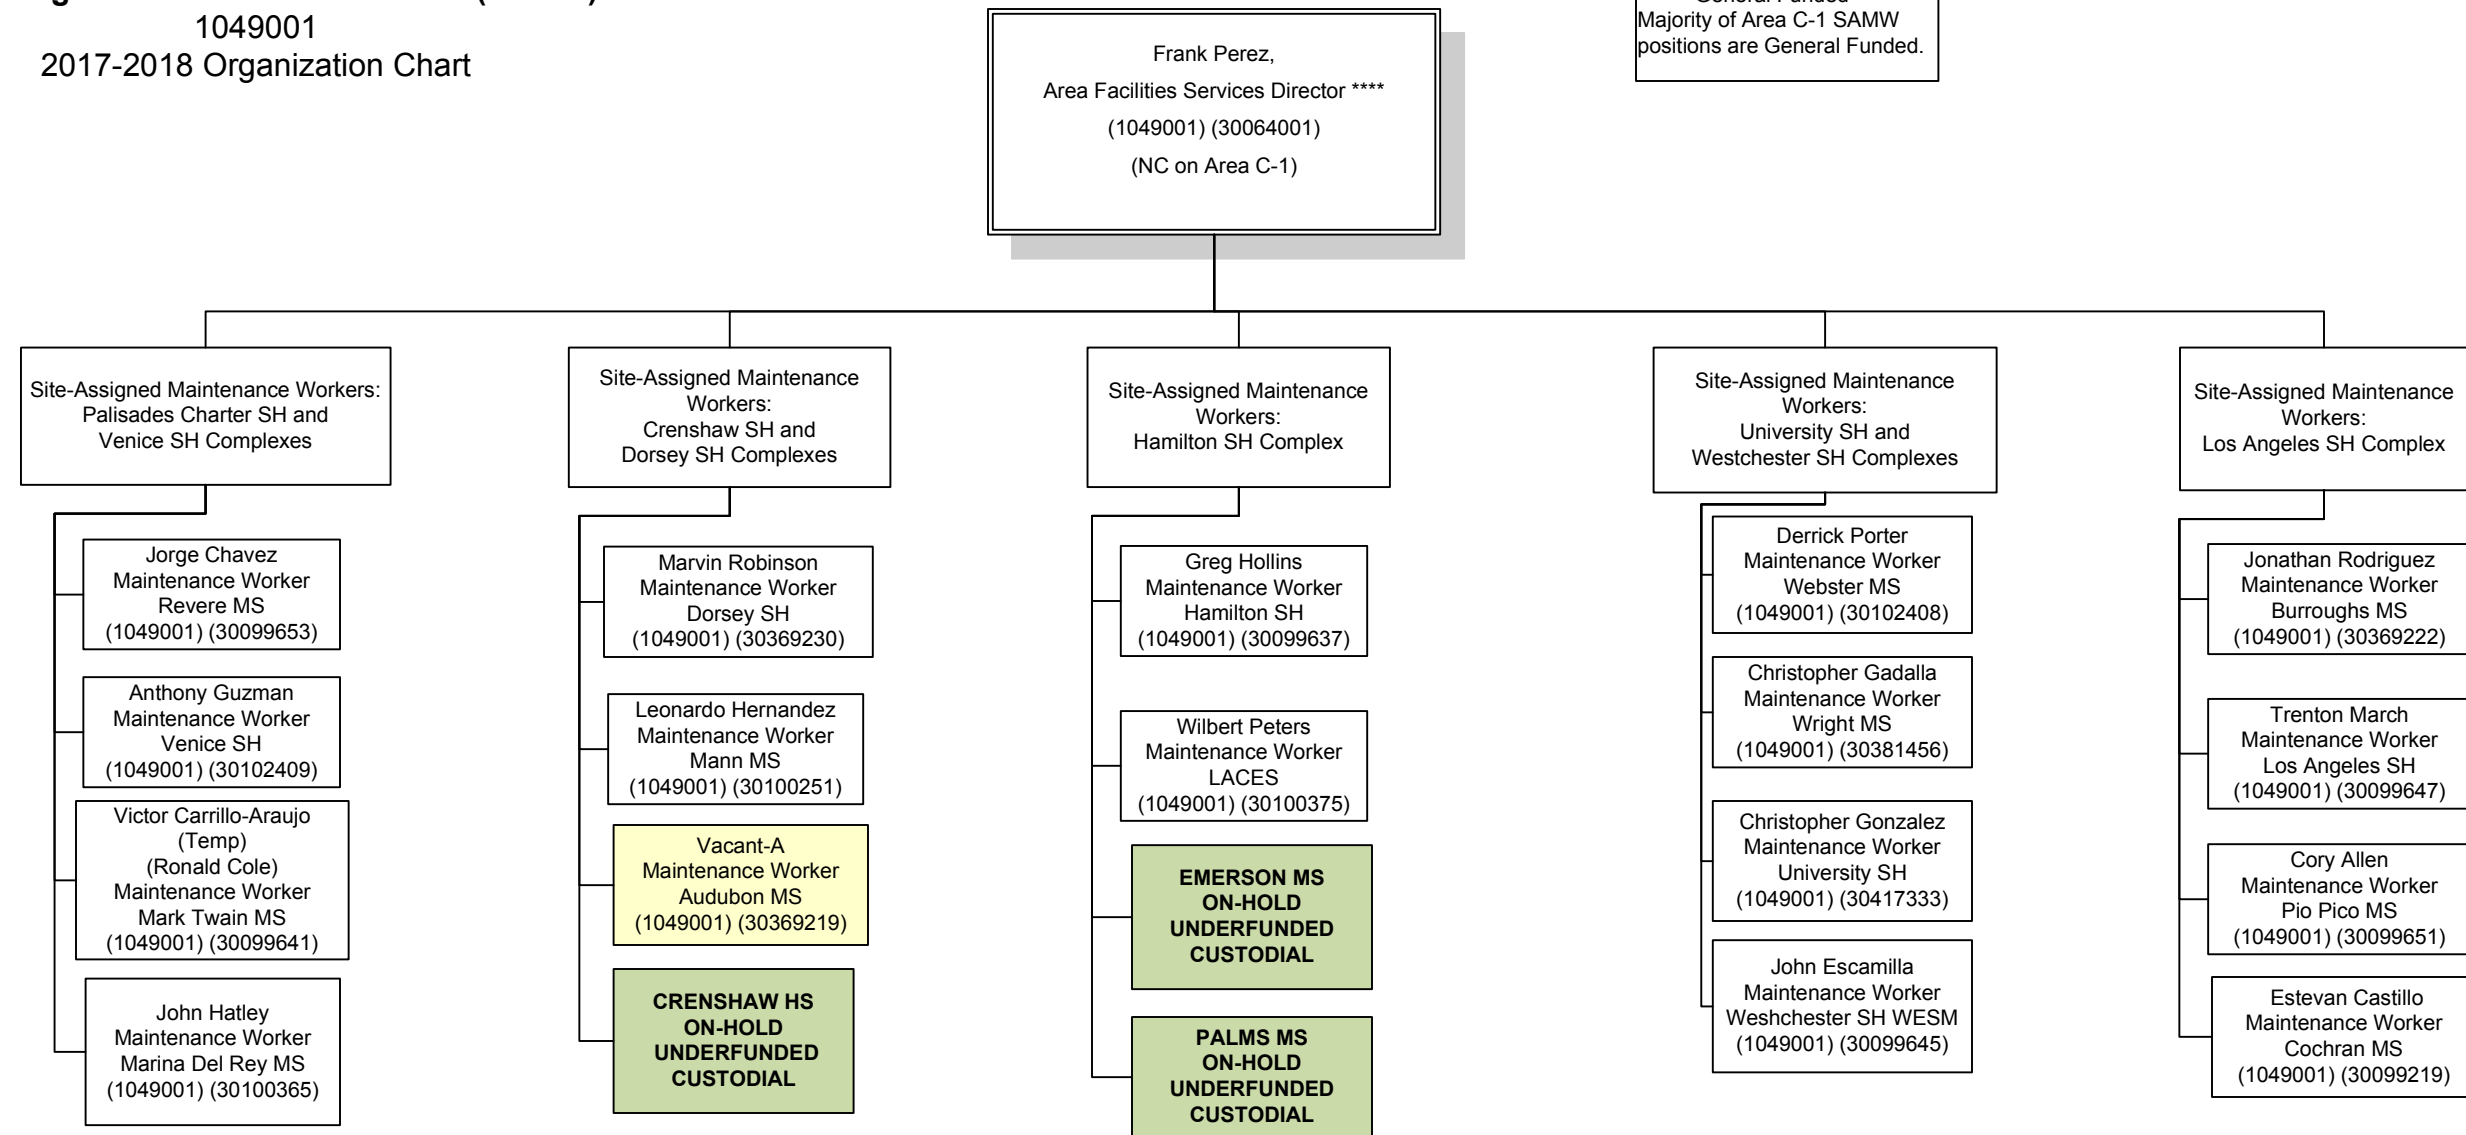 1049001
2017-2018 Organization Chart
General Funded
Majority of Area C-1 SAMW
positions are General Funded.
Frank Perez,
Area Facilities Services Director ****
(1049001) (30064001)
(NC on Area C-1)
Site-Assigned Maintenance Workers:
Palisades Charter SH and
Venice SH Complexes
Jorge Chavez
Maintenance Worker
Revere MS
(1049001) (30099653)
Anthony Guzman
Maintenance Worker
Venice SH
(1049001) (30102409)
Victor Carrillo-Araujo
(Temp)
(Ronald Cole)
Maintenance Worker
Mark Twain MS
(1049001) (30099641)
John Hatley
Maintenance Worker
Marina Del Rey MS
(1049001) (30100365)
Site-Assigned Maintenance
Workers:
Crenshaw SH and
Dorsey SH Complexes
Marvin Robinson
Maintenance Worker
Dorsey SH
(1049001) (30369230)
Leonardo Hernandez
Maintenance Worker
Mann MS
(1049001) (30100251)
Vacant-A
Maintenance Worker
Audubon MS
(1049001) (30369219)
CRENSHAW HS
ON-HOLD
UNDERFUNDED
CUSTODIAL
Site-Assigned Maintenance
Workers:
Hamilton SH Complex
Greg Hollins
Maintenance Worker
Hamilton SH
(1049001) (30099637)
Wilbert Peters
Maintenance Worker
LACES
(1049001) (30100375)
EMERSON MS
ON-HOLD
UNDERFUNDED
CUSTODIAL
PALMS MS
ON-HOLD
UNDERFUNDED
CUSTODIAL
Site-Assigned Maintenance
Workers:
University SH and
Westchester SH Complexes
Derrick Porter
Maintenance Worker
Webster MS
(1049001) (30102408)
Christopher Gadalla
Maintenance Worker
Wright MS
(1049001) (30381456)
Christopher Gonzalez
Maintenance Worker
University SH
(1049001) (30417333)
John Escamilla
Maintenance Worker
Weshchester SH WESM
(1049001) (30099645)
Site-Assigned Maintenance
Workers:
Los Angeles SH Complex
Jonathan Rodriguez
Maintenance Worker
Burroughs MS
(1049001) (30369222)
Trenton March
Maintenance Worker
Los Angeles SH
(1049001) (30099647)
Cory Allen
Maintenance Worker
Pio Pico MS
(1049001) (30099651)
Estevan Castillo
Maintenance Worker
Cochran MS
(1049001) (30099219)